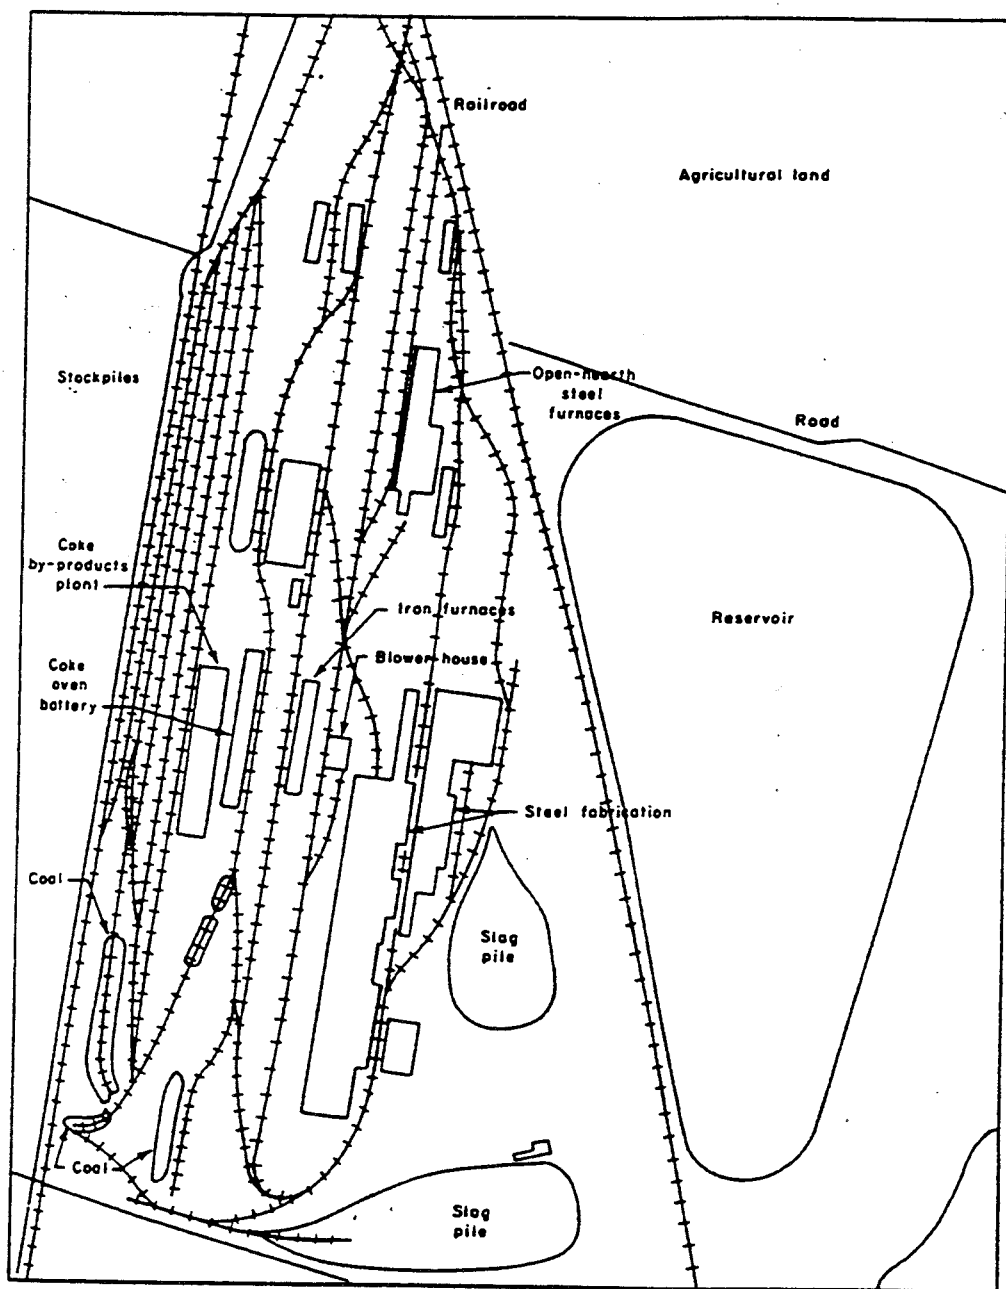 Railroad
Agricultural land
Stockpiles
Open-hearth
steel
furnaces
Road
Coke
by-products
plant
Iron furnaces
Reservoir
Blower house
Coke
oven
battery
Steel fabrication
Coal
Slag
pile
Coal
Slag
pile